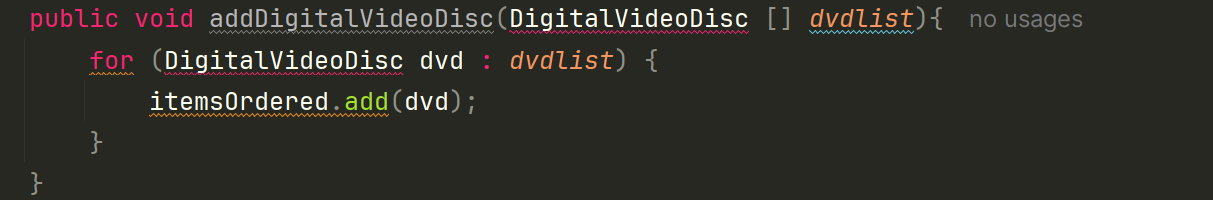 public void addDigitalVideoDisc(DigitalVideoDisc [] dvdlist){ no usages
for (DigitalVideoDisc dvd : dvdlist) {
itemsOrdered.add(dvd);
}
}